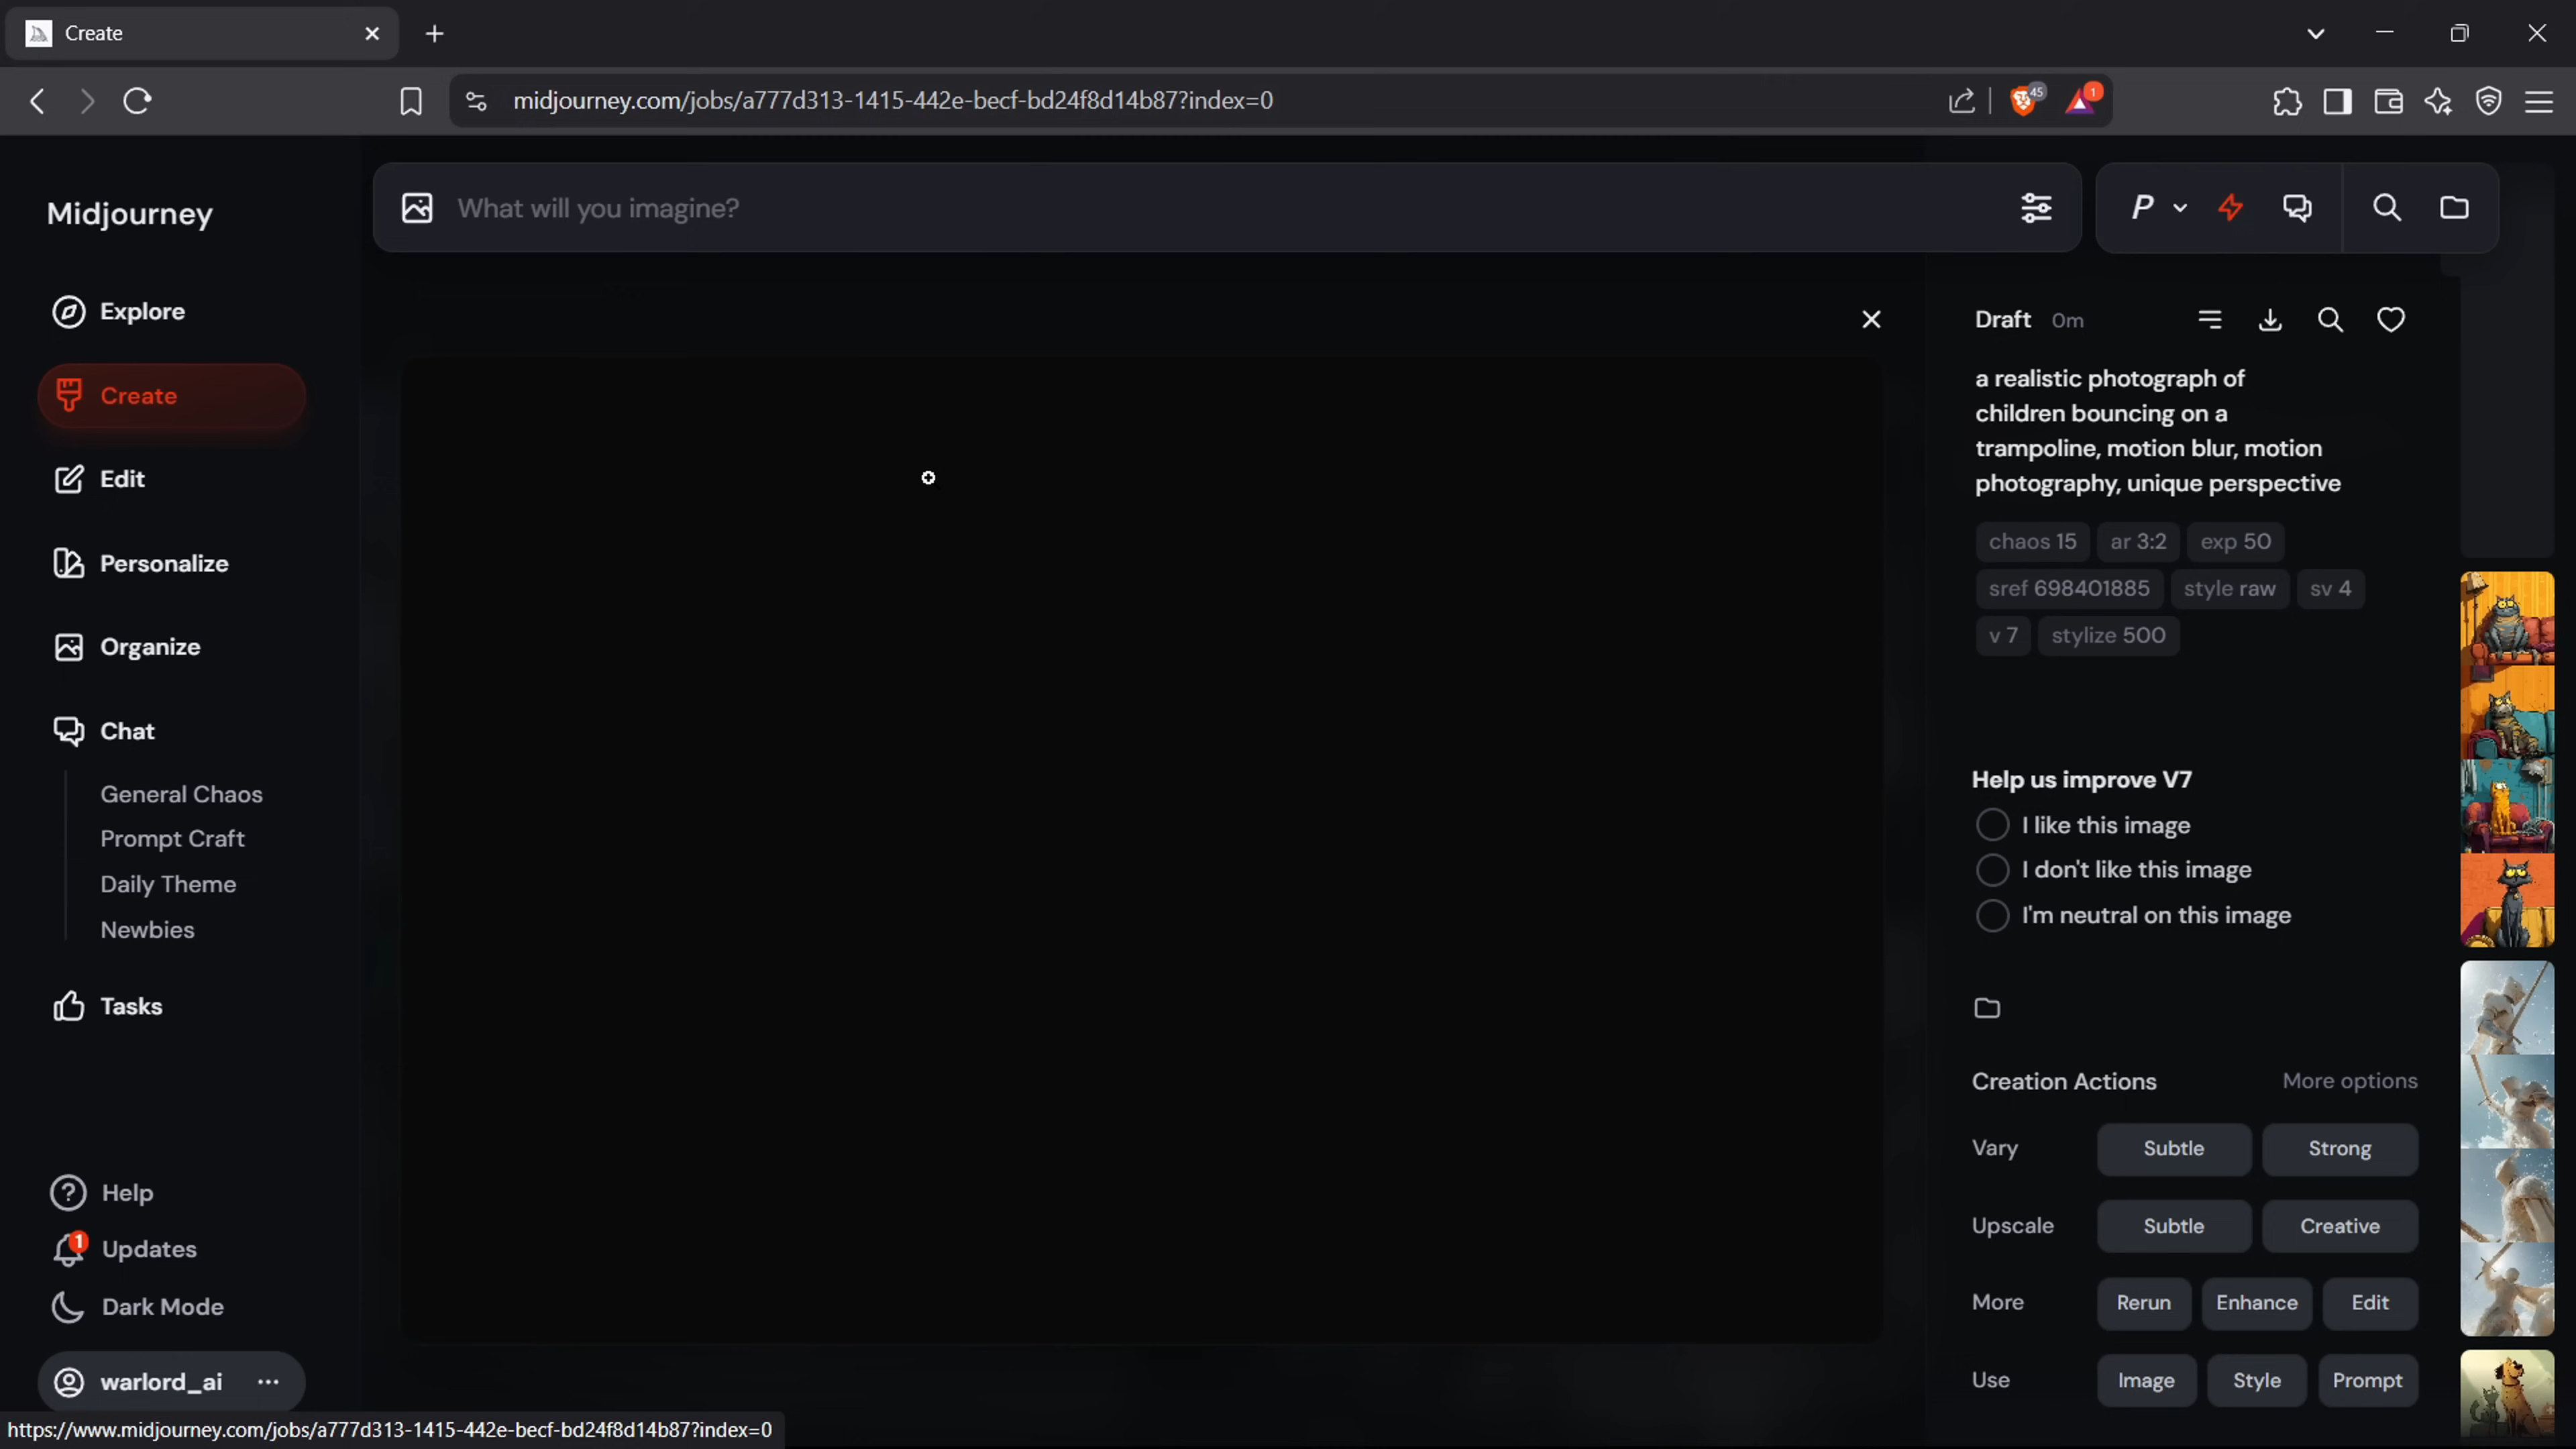 Create
midjourney.com/jobs/a777d313-1415-442e-becf-bd24f8d14b87?index=0
45
1
Midjourney
What will you imagine?
P
Explore
Create
Edit
Personalize
Organize
Chat
General Chaos
Prompt Craft
Daily Theme
Newbies
Tasks
Help
1
Updates
Dark Mode
warlord_ai
Draft 0m
a realistic photograph of
children bouncing on a
trampoline, motion blur, motion
photography, unique perspective
chaos 15 ar 3:2 exp 50
sref 698401885 style raw sv 4
v 7 stylize 500
Help us improve V7
I like this image
I don't like this image
I'm neutral on this image
Creation Actions More options
Vary Subtle Strong
Upscale Subtle Creative
More Rerun Enhance Edit
Use Image Style Prompt
https://www.midjourney.com/jobs/a777d313-1415-442e-becf-bd24f8d14b87?index=0